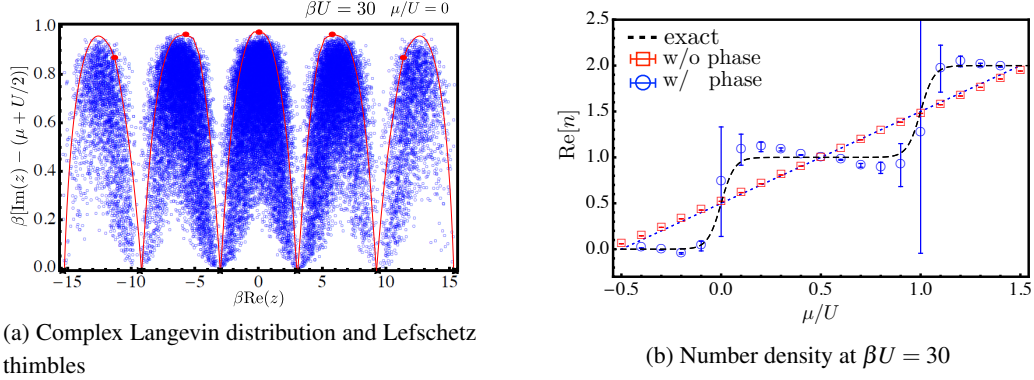 βU = 30 μ/U = 0
β[Im(z) − (μ + U/2)]
1.0
0.8
0.6
0.4
0.2
0.0
−15 −10 −5 0 5 10 15
βRe(z)
(a) Complex Langevin distribution and Lefschetz
thimbles
Re[n]
2.5
2.0
1.5
1.0
0.5
0.0
exact
w/o phase
w/ phase
−0.5 0.0 0.5 1.0 1.5
μ/U
(b) Number density at βU = 30